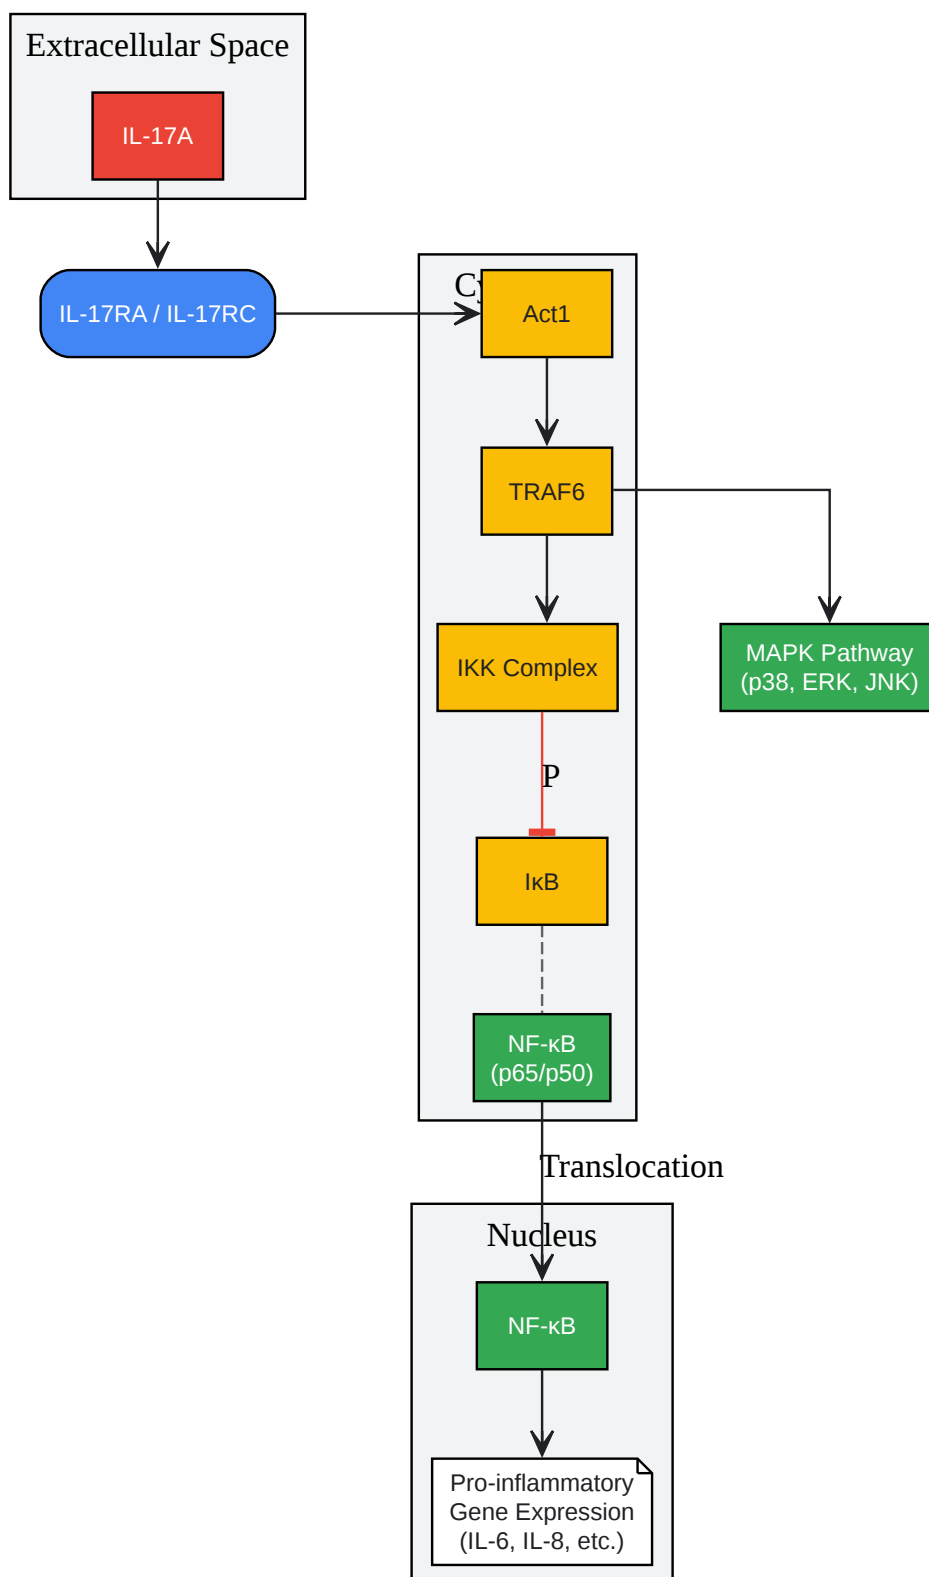 Extracellular Space
IL-17A
IL-17RA / IL-17RC
Act1
TRAF6
IKK Complex
MAPK Pathway
(p38, ERK, JNK)
P
IκB
NF-κB
(p65/p50)
Translocation
Nucleus
NF-κB
Pro-inflammatory
Gene Expression
(IL-6, IL-8, etc.)